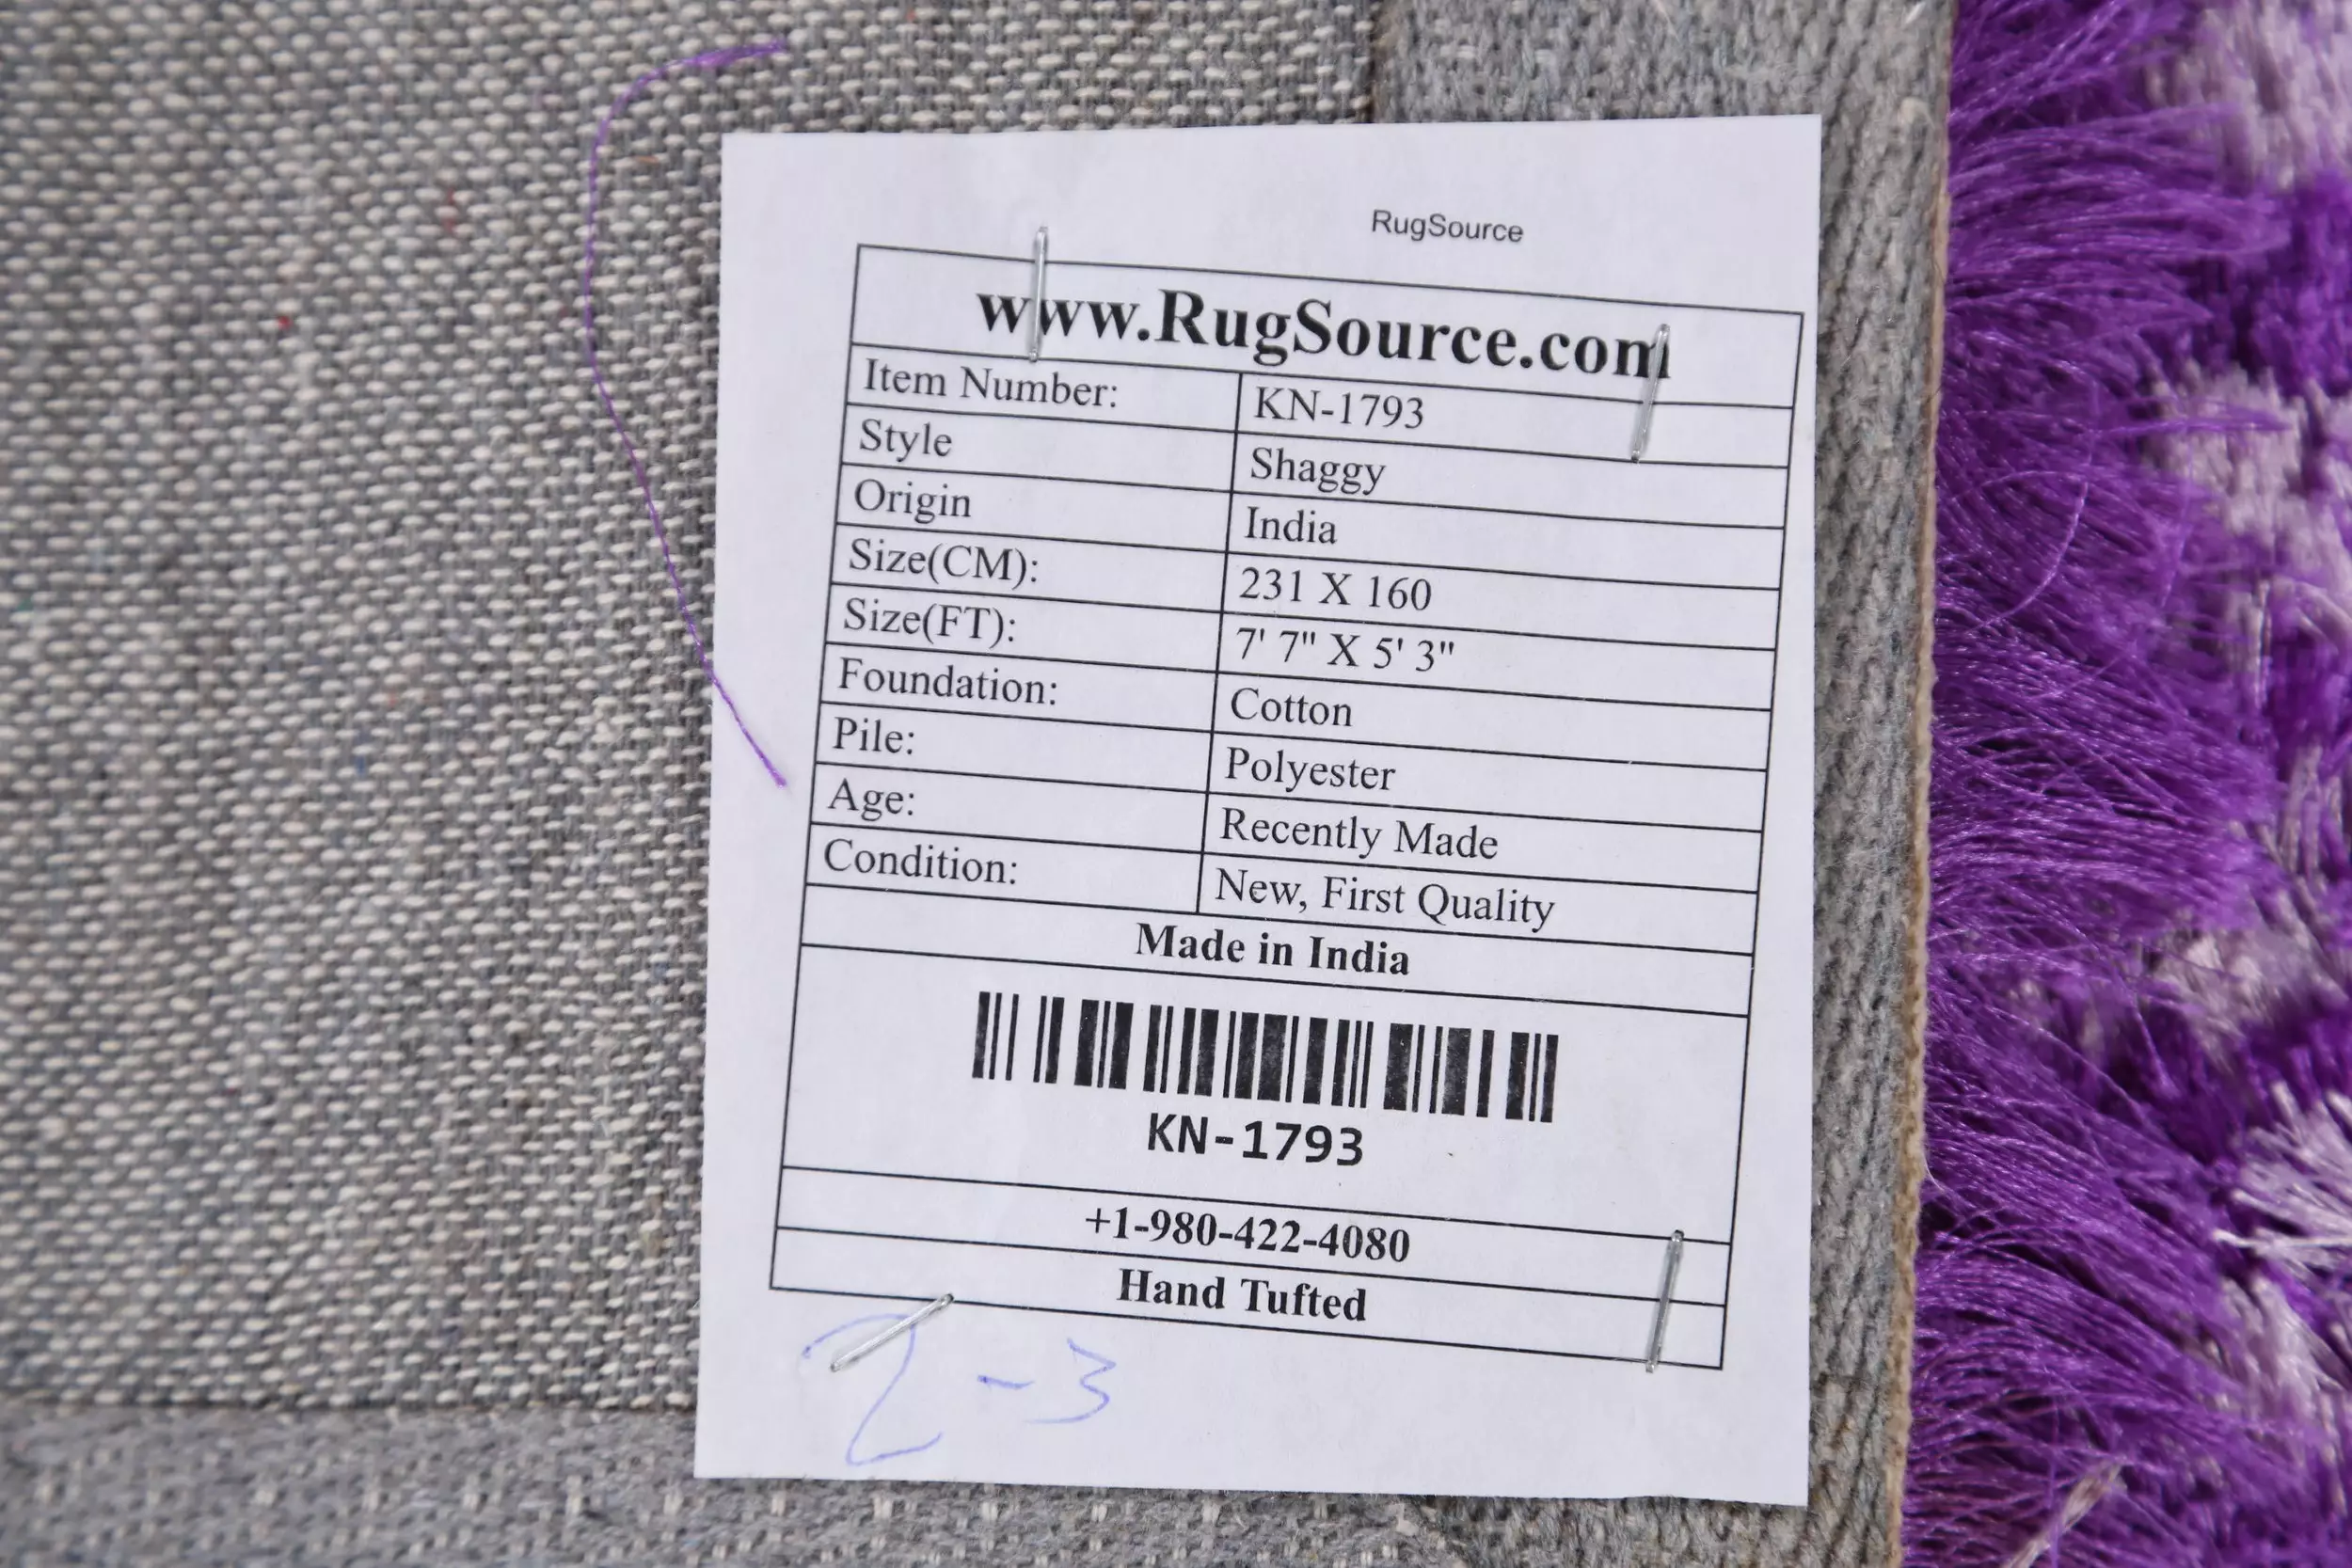 RugSource
www.RugSource.com
Item Number: KN-1793
Style Shaggy
Origin India
Size(CM): 231 X 160
Size(FT): 7' 7" X 5' 3"
Foundation: Cotton
Pile: Polyester
Age: Recently Made
Condition: New, First Quality
Made in India
KN-1793
+1-980-422-4080
Hand Tufted
2-3